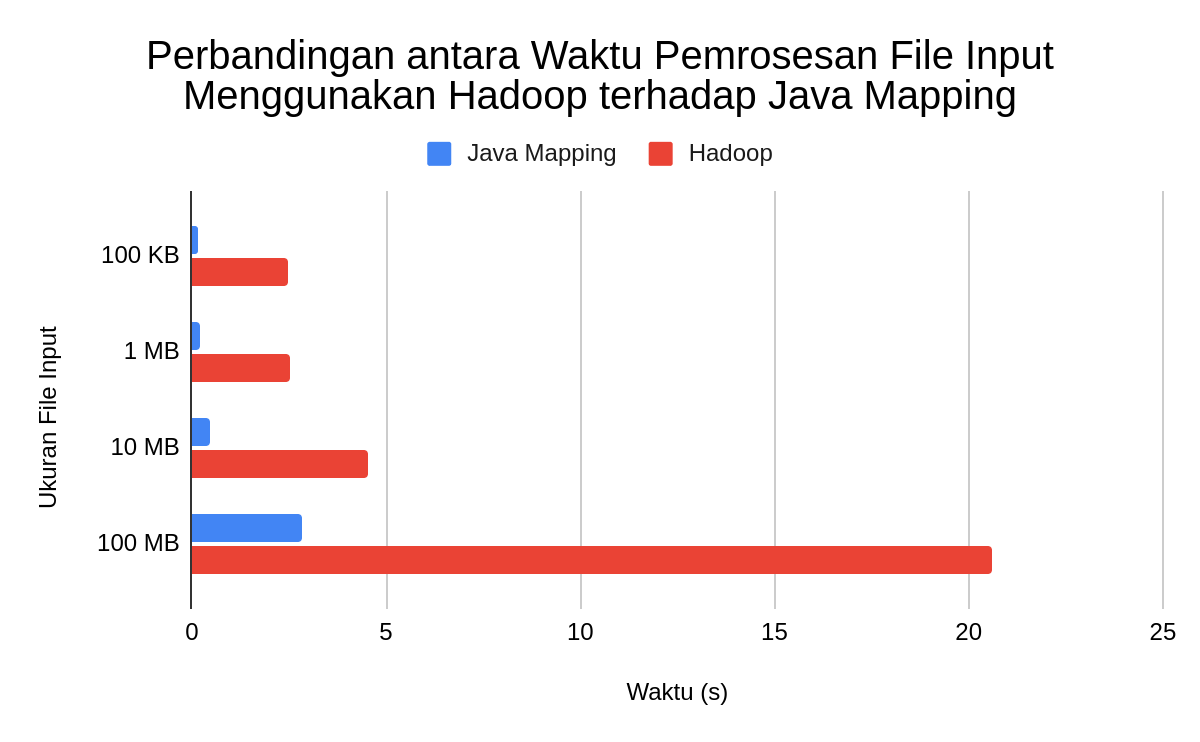 Perbandingan antara Waktu Pemrosesan File Input
Menggunakan Hadoop terhadap Java Mapping
Java Mapping
Hadoop
Ukuran File Input
100 KB
1 MB
10 MB
100 MB
0
5
10
15
20
25
Waktu (s)